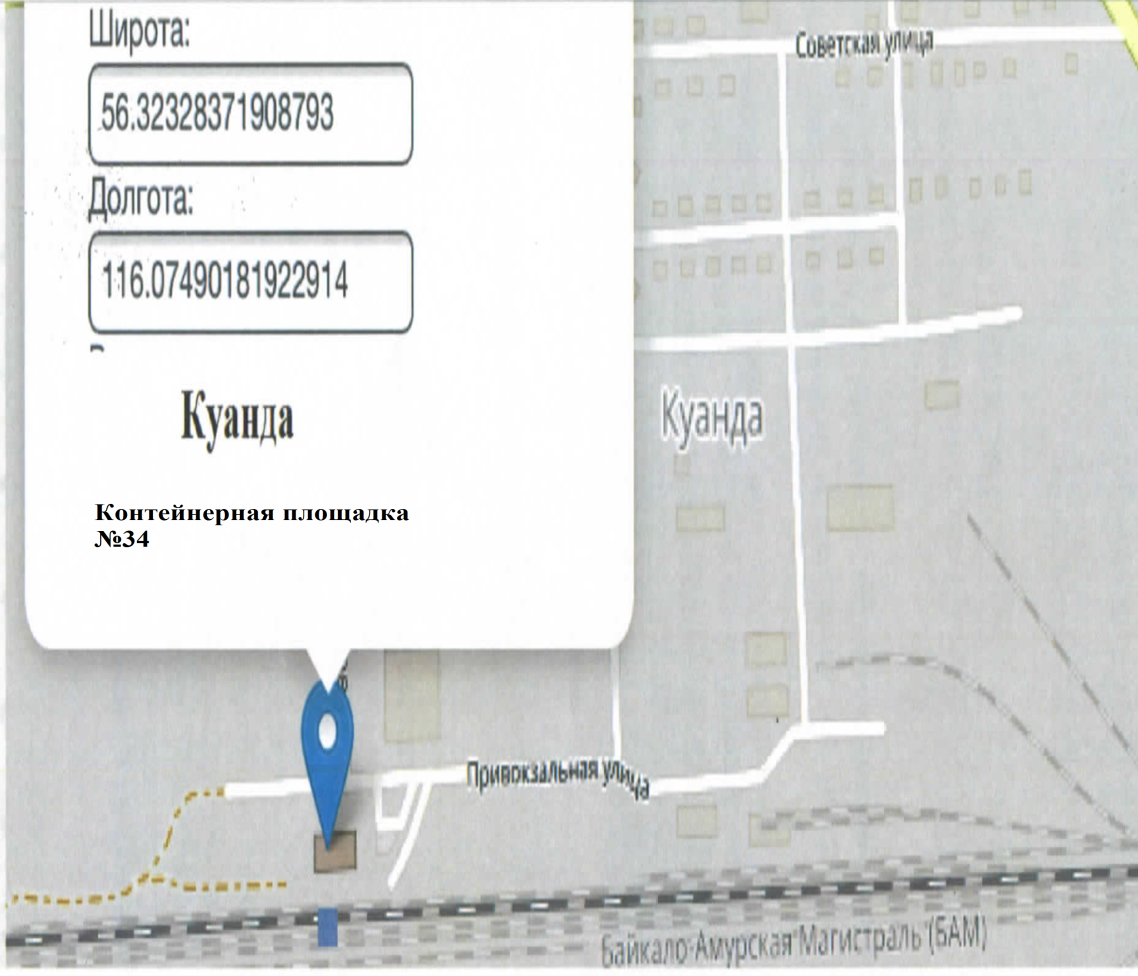 Широта:
56.32328371908793
Долгота:
116.07490181922914
Куанда
Контейнерная площадка
№34
Советская улица
Куанда
Привокзальная улица
Байкало-Амурская Магистраль (БАМ)